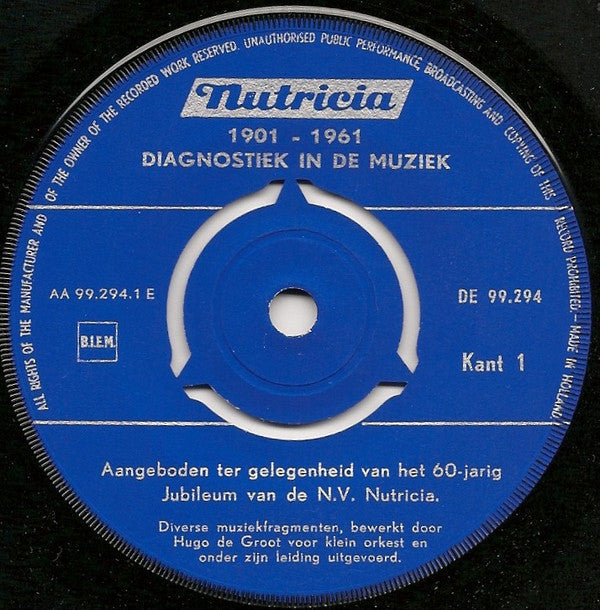 ALL RIGHTS OF THE MANUFACTURER AND OF THE OWNER OF THE RECORDED WORK RESERVED. UNAUTHORISED PUBLIC PERFORMANCE, BROADCASTING AND COPYING OF THIS RECORD PROHIBITED. – MADE IN HOLLAND
Nutricia
1901 - 1961
DIAGNOSTIEK IN DE MUZIEK
AA 99.294.1 E
DE 99.294
B.I.E.M.
Kant 1
Aangeboden ter gelegenheid van het 60-jarig
Jubileum van de N.V. Nutricia.
Diverse muziekfragmenten, bewerkt door
Hugo de Groot voor klein orkest en
onder zijn leiding uitgevoerd.